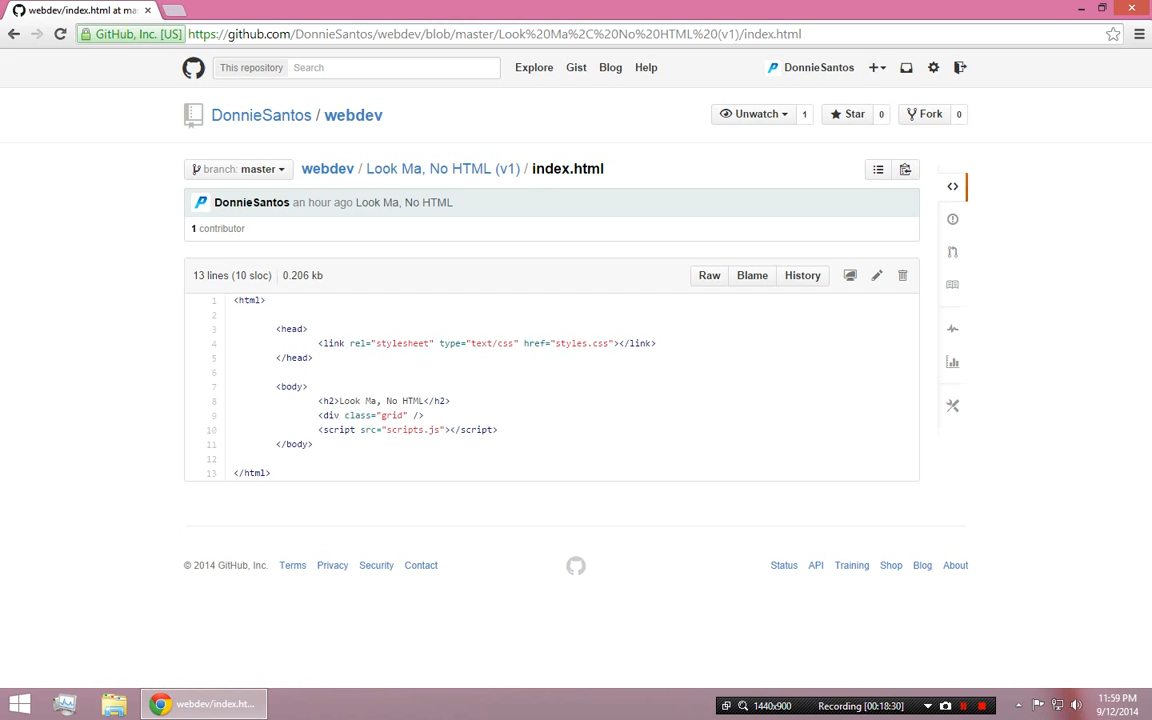 webdev/index.html at ma
GitHub, Inc. [US] https://github.com/DonnieSantos/webdev/blob/master/Look%20Ma%2C%20No%20HTML%20(v1)/index.html
This repository Search Explore Gist Blog Help DonnieSantos
DonnieSantos / webdev Unwatch 1 Star 0 Fork 0
branch: master webdev / Look Ma, No HTML (v1) / index.html
DonnieSantos an hour ago Look Ma, No HTML
1 contributor
13 lines (10 sloc) 0.206 kb Raw Blame History
1 <html>
2
3 <head>
4 <link rel="stylesheet" type="text/css" href="styles.css"></link>
5 </head>
6
7 <body>
8 <h2>Look Ma, No HTML</h2>
9 <div class="grid" />
10 <script src="scripts.js"></script>
11 </body>
12
13 </html>
© 2014 GitHub, Inc. Terms Privacy Security Contact Status API Training Shop Blog About
webdev/index.ht... 1440x900 Recording [00:18:30] 11:59 PM
9/12/2014